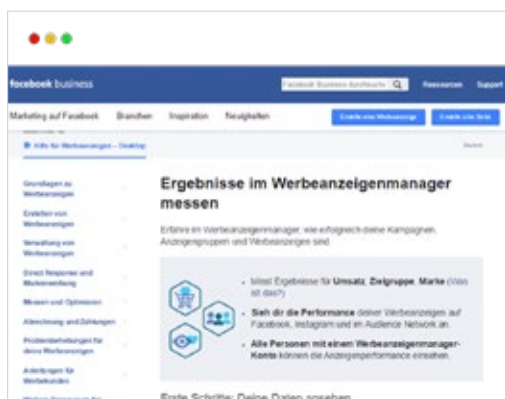 facebook business
Facebook Business durchsuchen
Ressourcen Support
Marketing auf Facebook Branchen Inspiration Neuigkeiten
Erstelle eine Werbeanzeige Erstelle eine Seite
Hilfe für Werbeanzeigen – Desktop
Grundlagen zu
Werbeanzeigen
Erstellen von
Werbeanzeigen
Verwaltung von
Werbeanzeigen
Direct Response und
Markenwerbung
Messen und Optimieren
Abrechnung und Zahlungen
Problembehebungen für
deine Werbeanzeigen
Anleitungen für
Werbekunden
Ergebnisse im Werbeanzeigenmanager
messen
Erfahre im Werbeanzeigenmanager, wie erfolgreich deine Kampagnen,
Anzeigengruppen und Werbeanzeigen sind.
Misst Ergebnisse für Umsatz, Zielgruppe, Marke (Was
ist das?)
Sieh dir die Performance deiner Werbeanzeigen auf
Facebook, Instagram und im Audience Network an.
Alle Personen mit einem Werbeanzeigenmanager-
Konto können die Anzeigenperformance einsehen.
Erste Schritte: Deine Daten ansehen